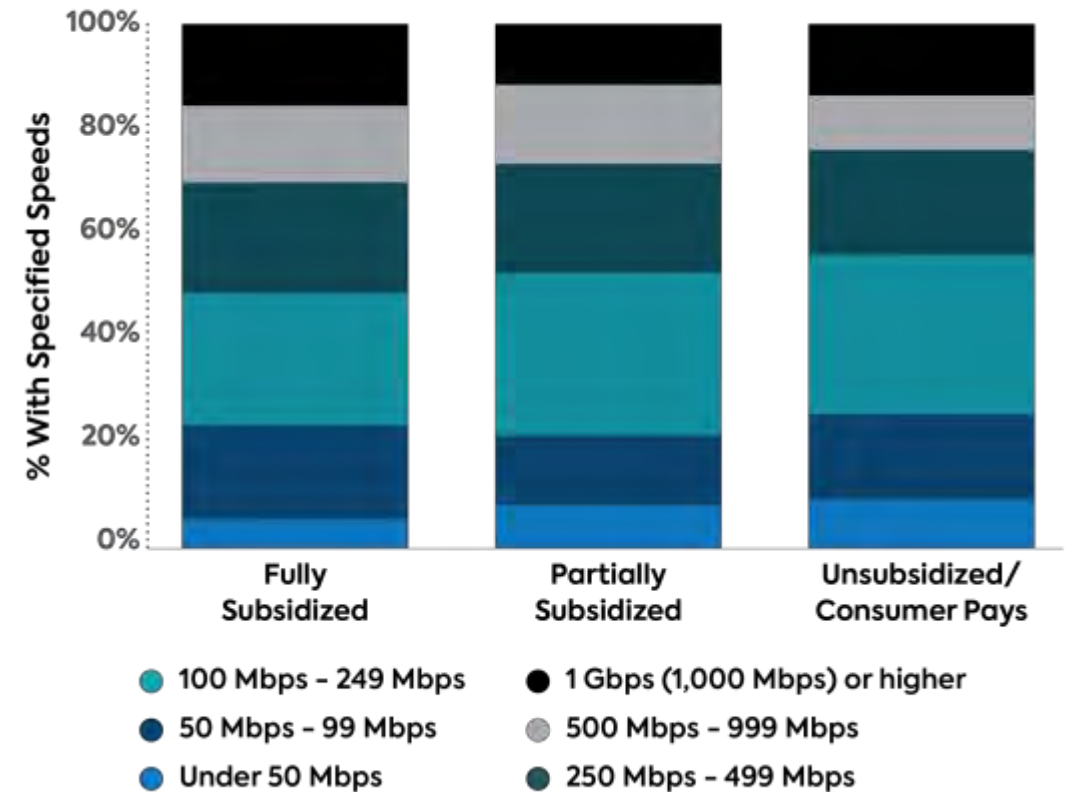 % With Specified Speeds
100%
80%
60%
40%
20%
0%
Fully
Subsidized
Partially
Subsidized
Unsubsidized/
Consumer Pays
100 Mbps - 249 Mbps
50 Mbps - 99 Mbps
Under 50 Mbps
1 Gbps (1,000 Mbps) or higher
500 Mbps - 999 Mbps
250 Mbps - 499 Mbps